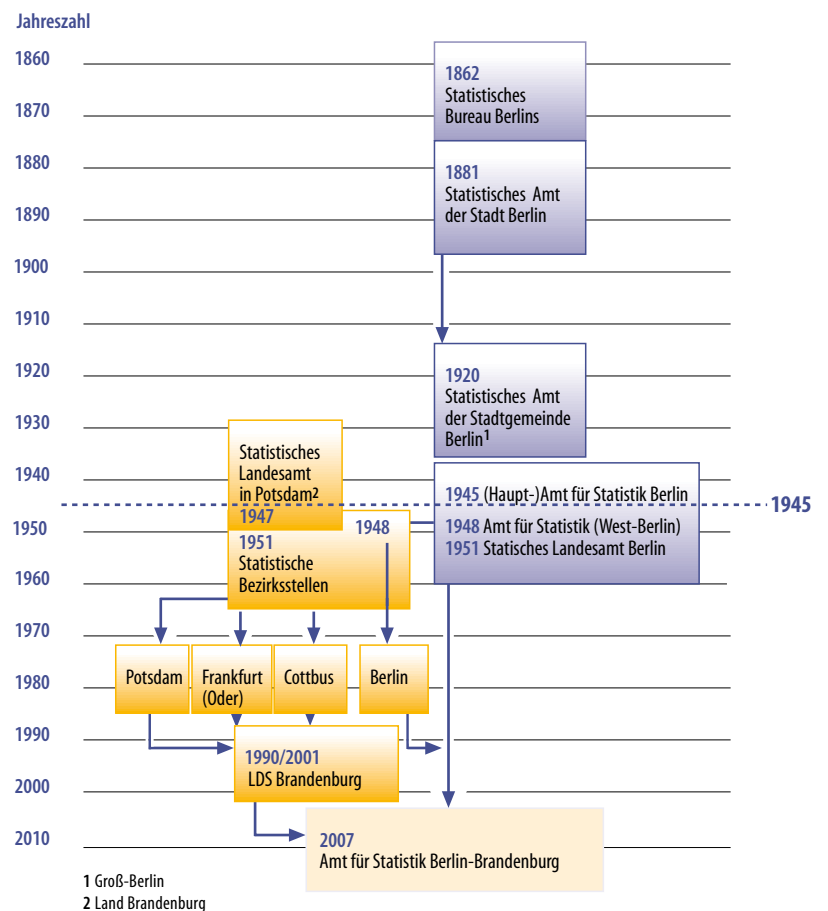 Jahreszahl
1860
1862
Statistisches
Bureau Berlins
1870
1880
1881
Statistisches Amt
der Stadt Berlin
1890
1900
1910
1920
1920
Statistisches Amt
der Stadtgemeinde
Berlin1
1930
Statistisches
Landesamt
in Potsdam2
1947
1940
1945 (Haupt-)Amt für Statistik Berlin
1945
1948 Amt für Statistik (West-Berlin)
1951 Statisches Landesamt Berlin
1950
1948
1951
Statistische
Bezirksstellen
1960
1970
Potsdam
Frankfurt
(Oder)
Cottbus
Berlin
1980
1990
1990/2001
LDS Brandenburg
2000
2010
2007
Amt für Statistik Berlin-Brandenburg
1 Groß-Berlin
2 Land Brandenburg